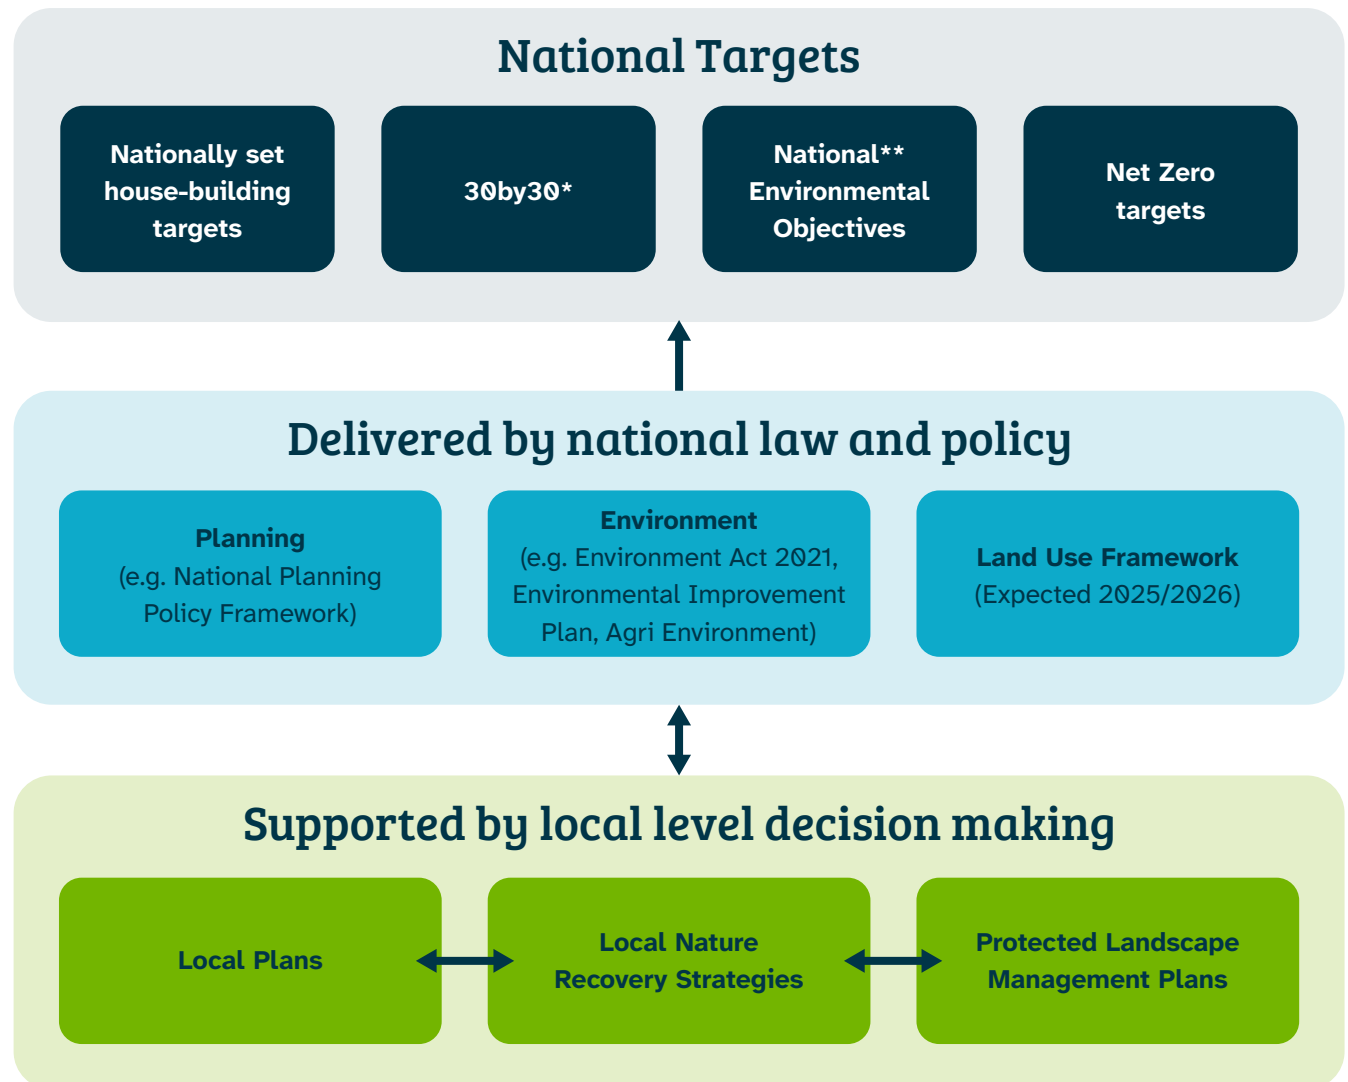 National Targets
Nationally set
house-building
targets
30by30*
National**
Environmental
Objectives
Net Zero
targets
Delivered by national law and policy
Planning
(e.g. National Planning
Policy Framework)
Environment
(e.g. Environment Act 2021,
Environmental Improvement
Plan, Agri Environment)
Land Use Framework
(Expected 2025/2026)
Supported by local level decision making
Local Plans
Local Nature
Recovery Strategies
Protected Landscape
Management Plans